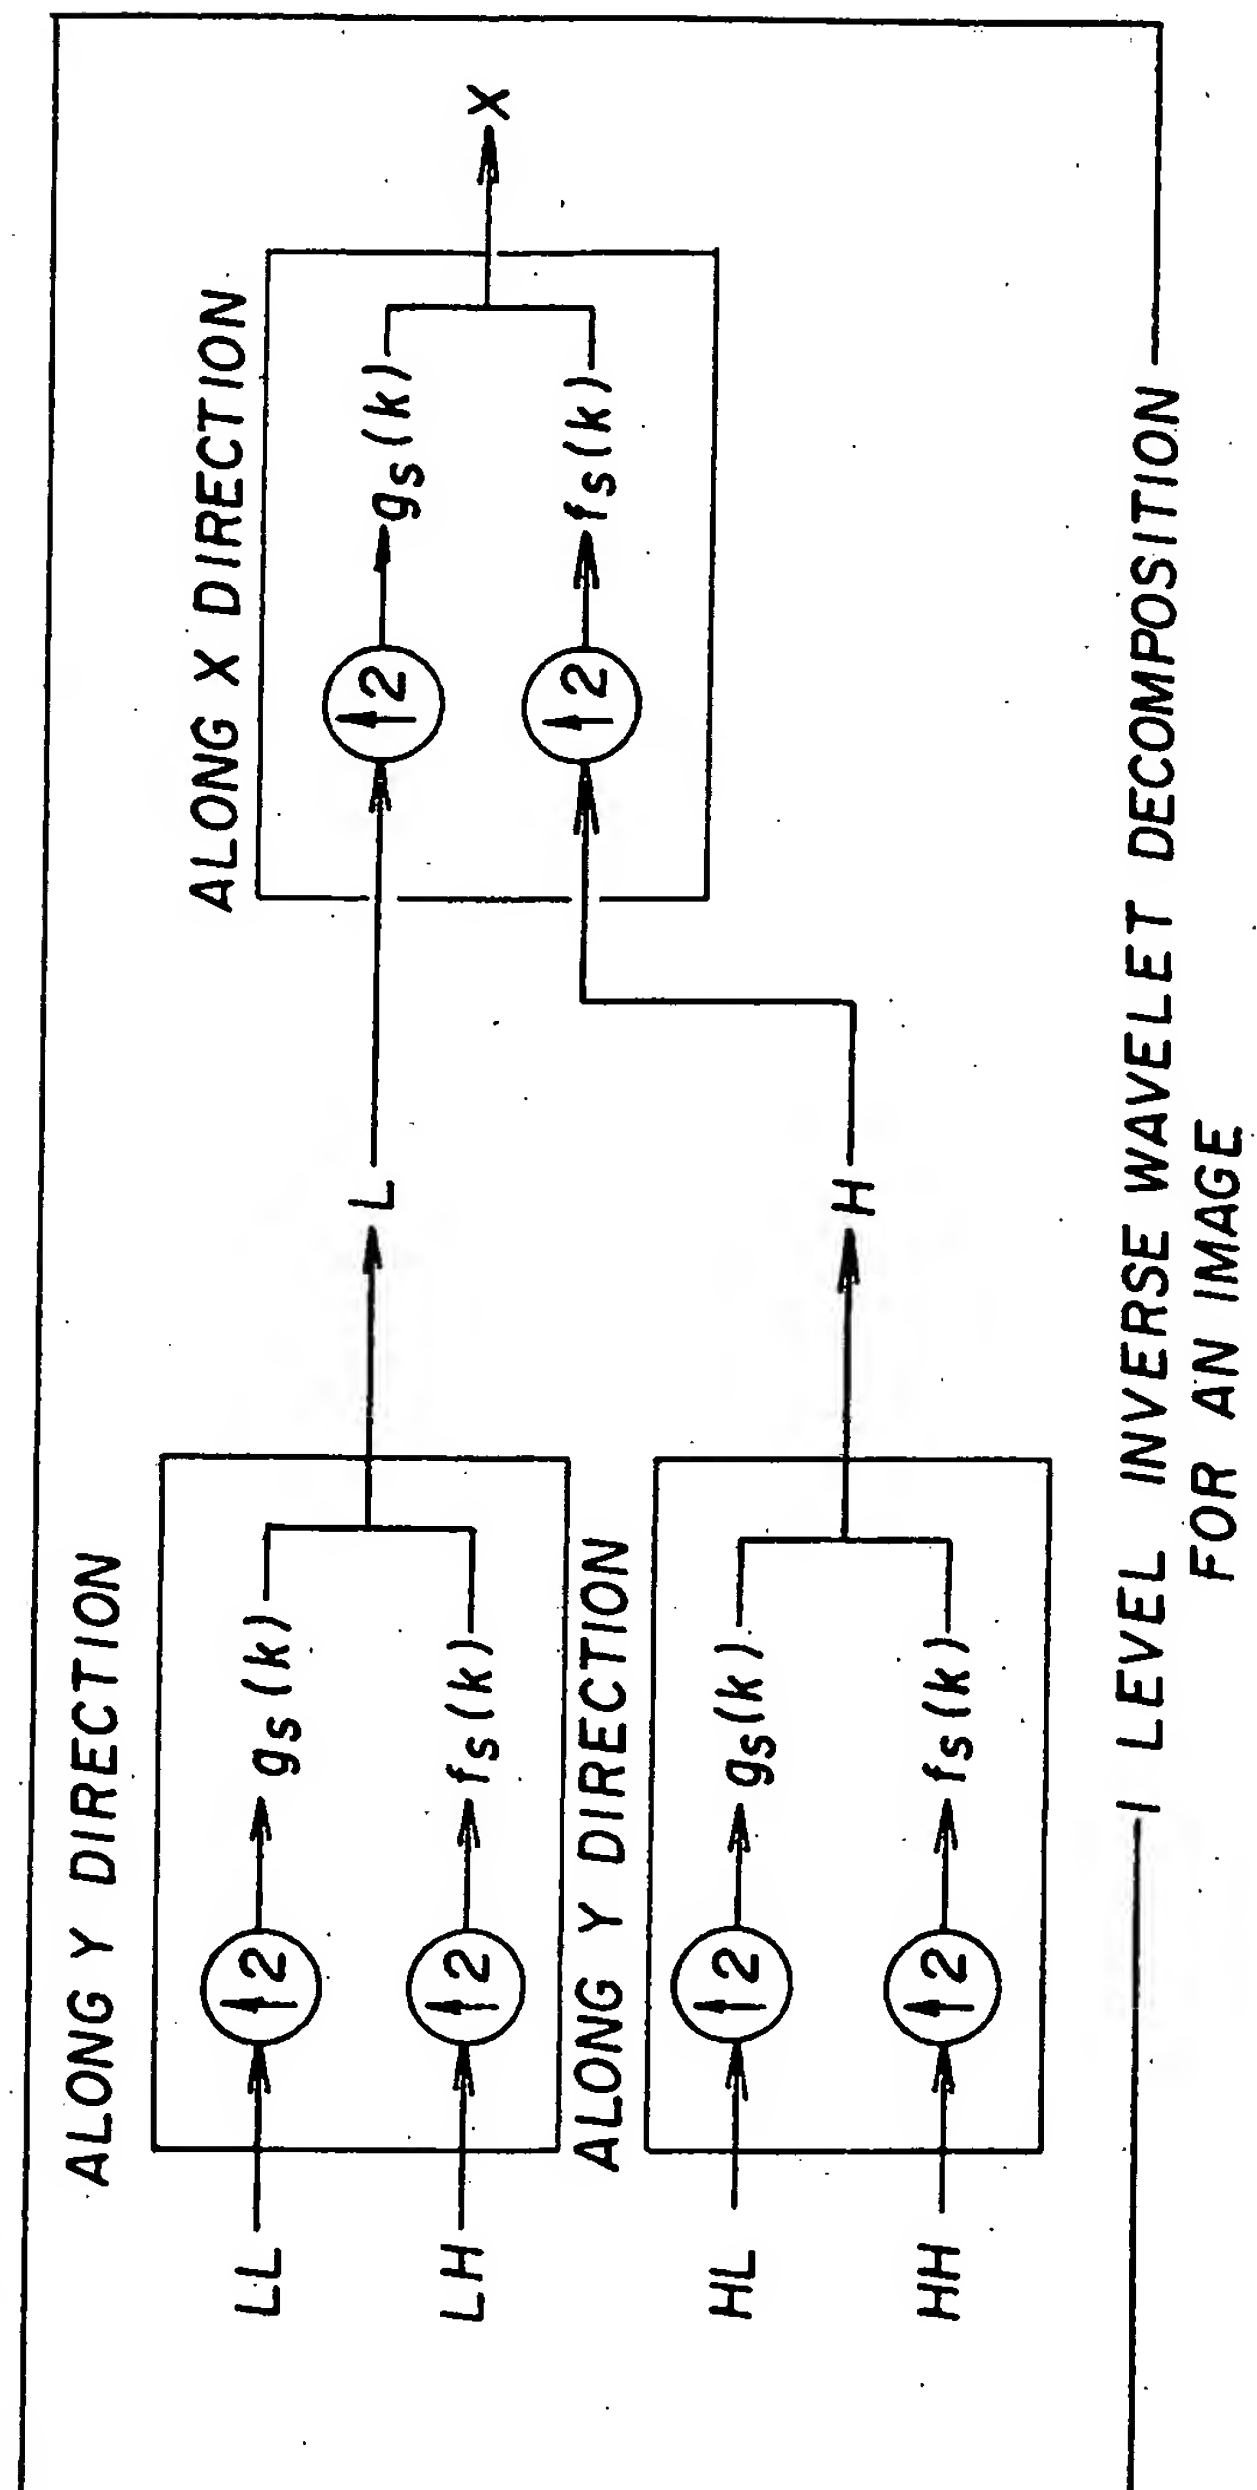 ALONG Y DIRECTION
LL ↑2 gs(k)
LH ↑2 fs(k)
L
ALONG Y DIRECTION
HL ↑2 gs(k)
HH ↑2 fs(k)
H
ALONG X DIRECTION
↑2 gs(k)
↑2 fs(k)
X
1 LEVEL INVERSE WAVELET DECOMPOSITION
FOR AN IMAGE